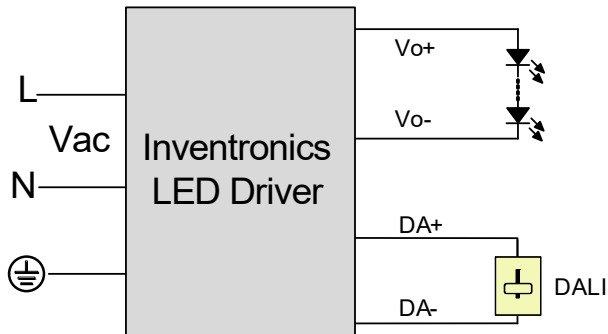 L
Vac
N
Inventronics
LED Driver
Vo+
Vo-
DA+
DA-
DALI